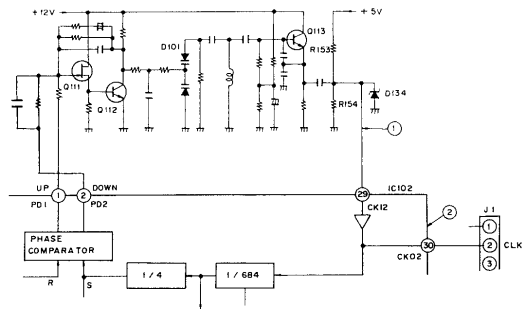 +12V
+5V
Q113
D101
R153
Q111
Q112
R154
D134
1
UP
1
2
DOWN
29
IC102
PD1
PD2
CK12
2
J1
PHASE
COMPARATOR
1
30
2
CLK
CK02
3
R
S
1/4
1/684